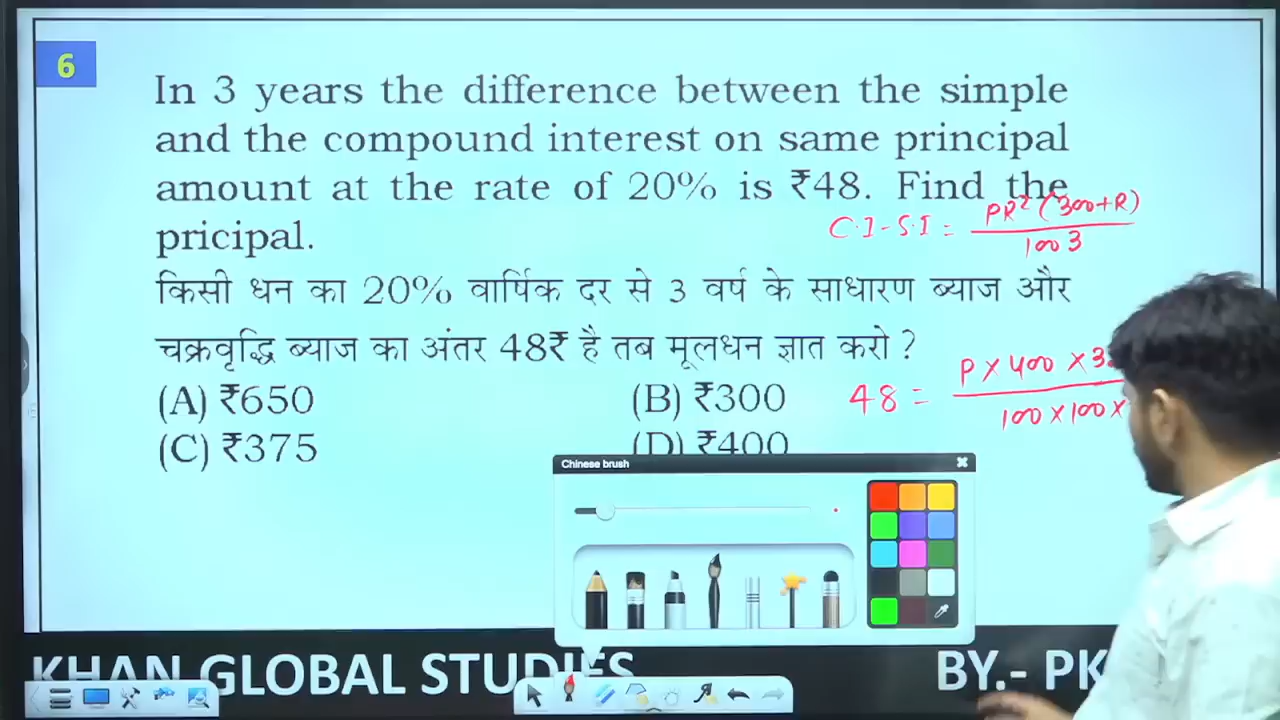 6
In 3 years the difference between the simple
and the compound interest on same principal
amount at the rate of 20% is ₹48. Find the
pricipal.
C.I-S.I = PR² (300+R)
100 3
किसी धन का 20% वार्षिक दर से 3 वर्ष के साधारण ब्याज और
चक्रवृद्धि ब्याज का अंतर 48₹ है तब मूलधन ज्ञात करो ?
(A) ₹650 (B) ₹300
48 = P×400×3
100×100×
(C) ₹375 (D) ₹400
Chinese brush
KHAN GLOBAL STUDIES BY.- PK